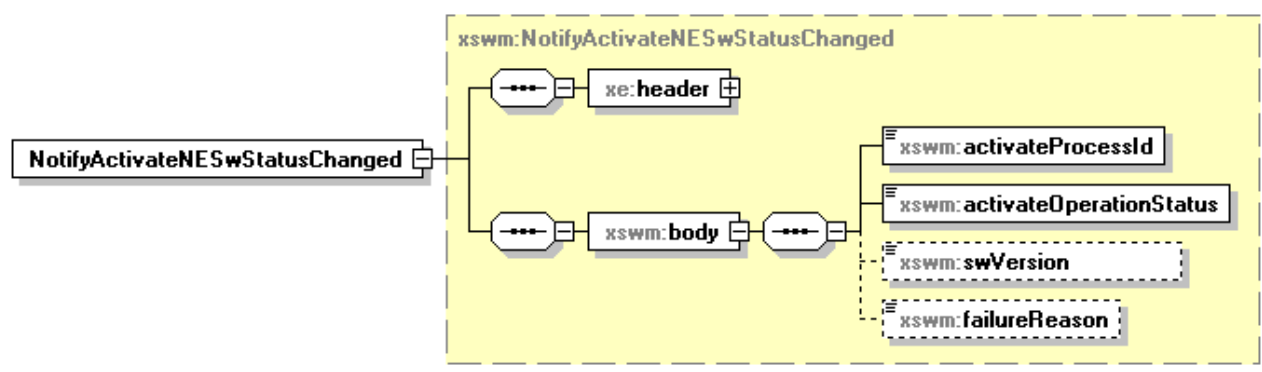 xswm:NotifyActivateNESwStatusChanged
xe:header
NotifyActivateNESwStatusChanged
xswm:activateProcessId
xswm:activateOperationStatus
xswm:body
xswm:swVersion
xswm:failureReason